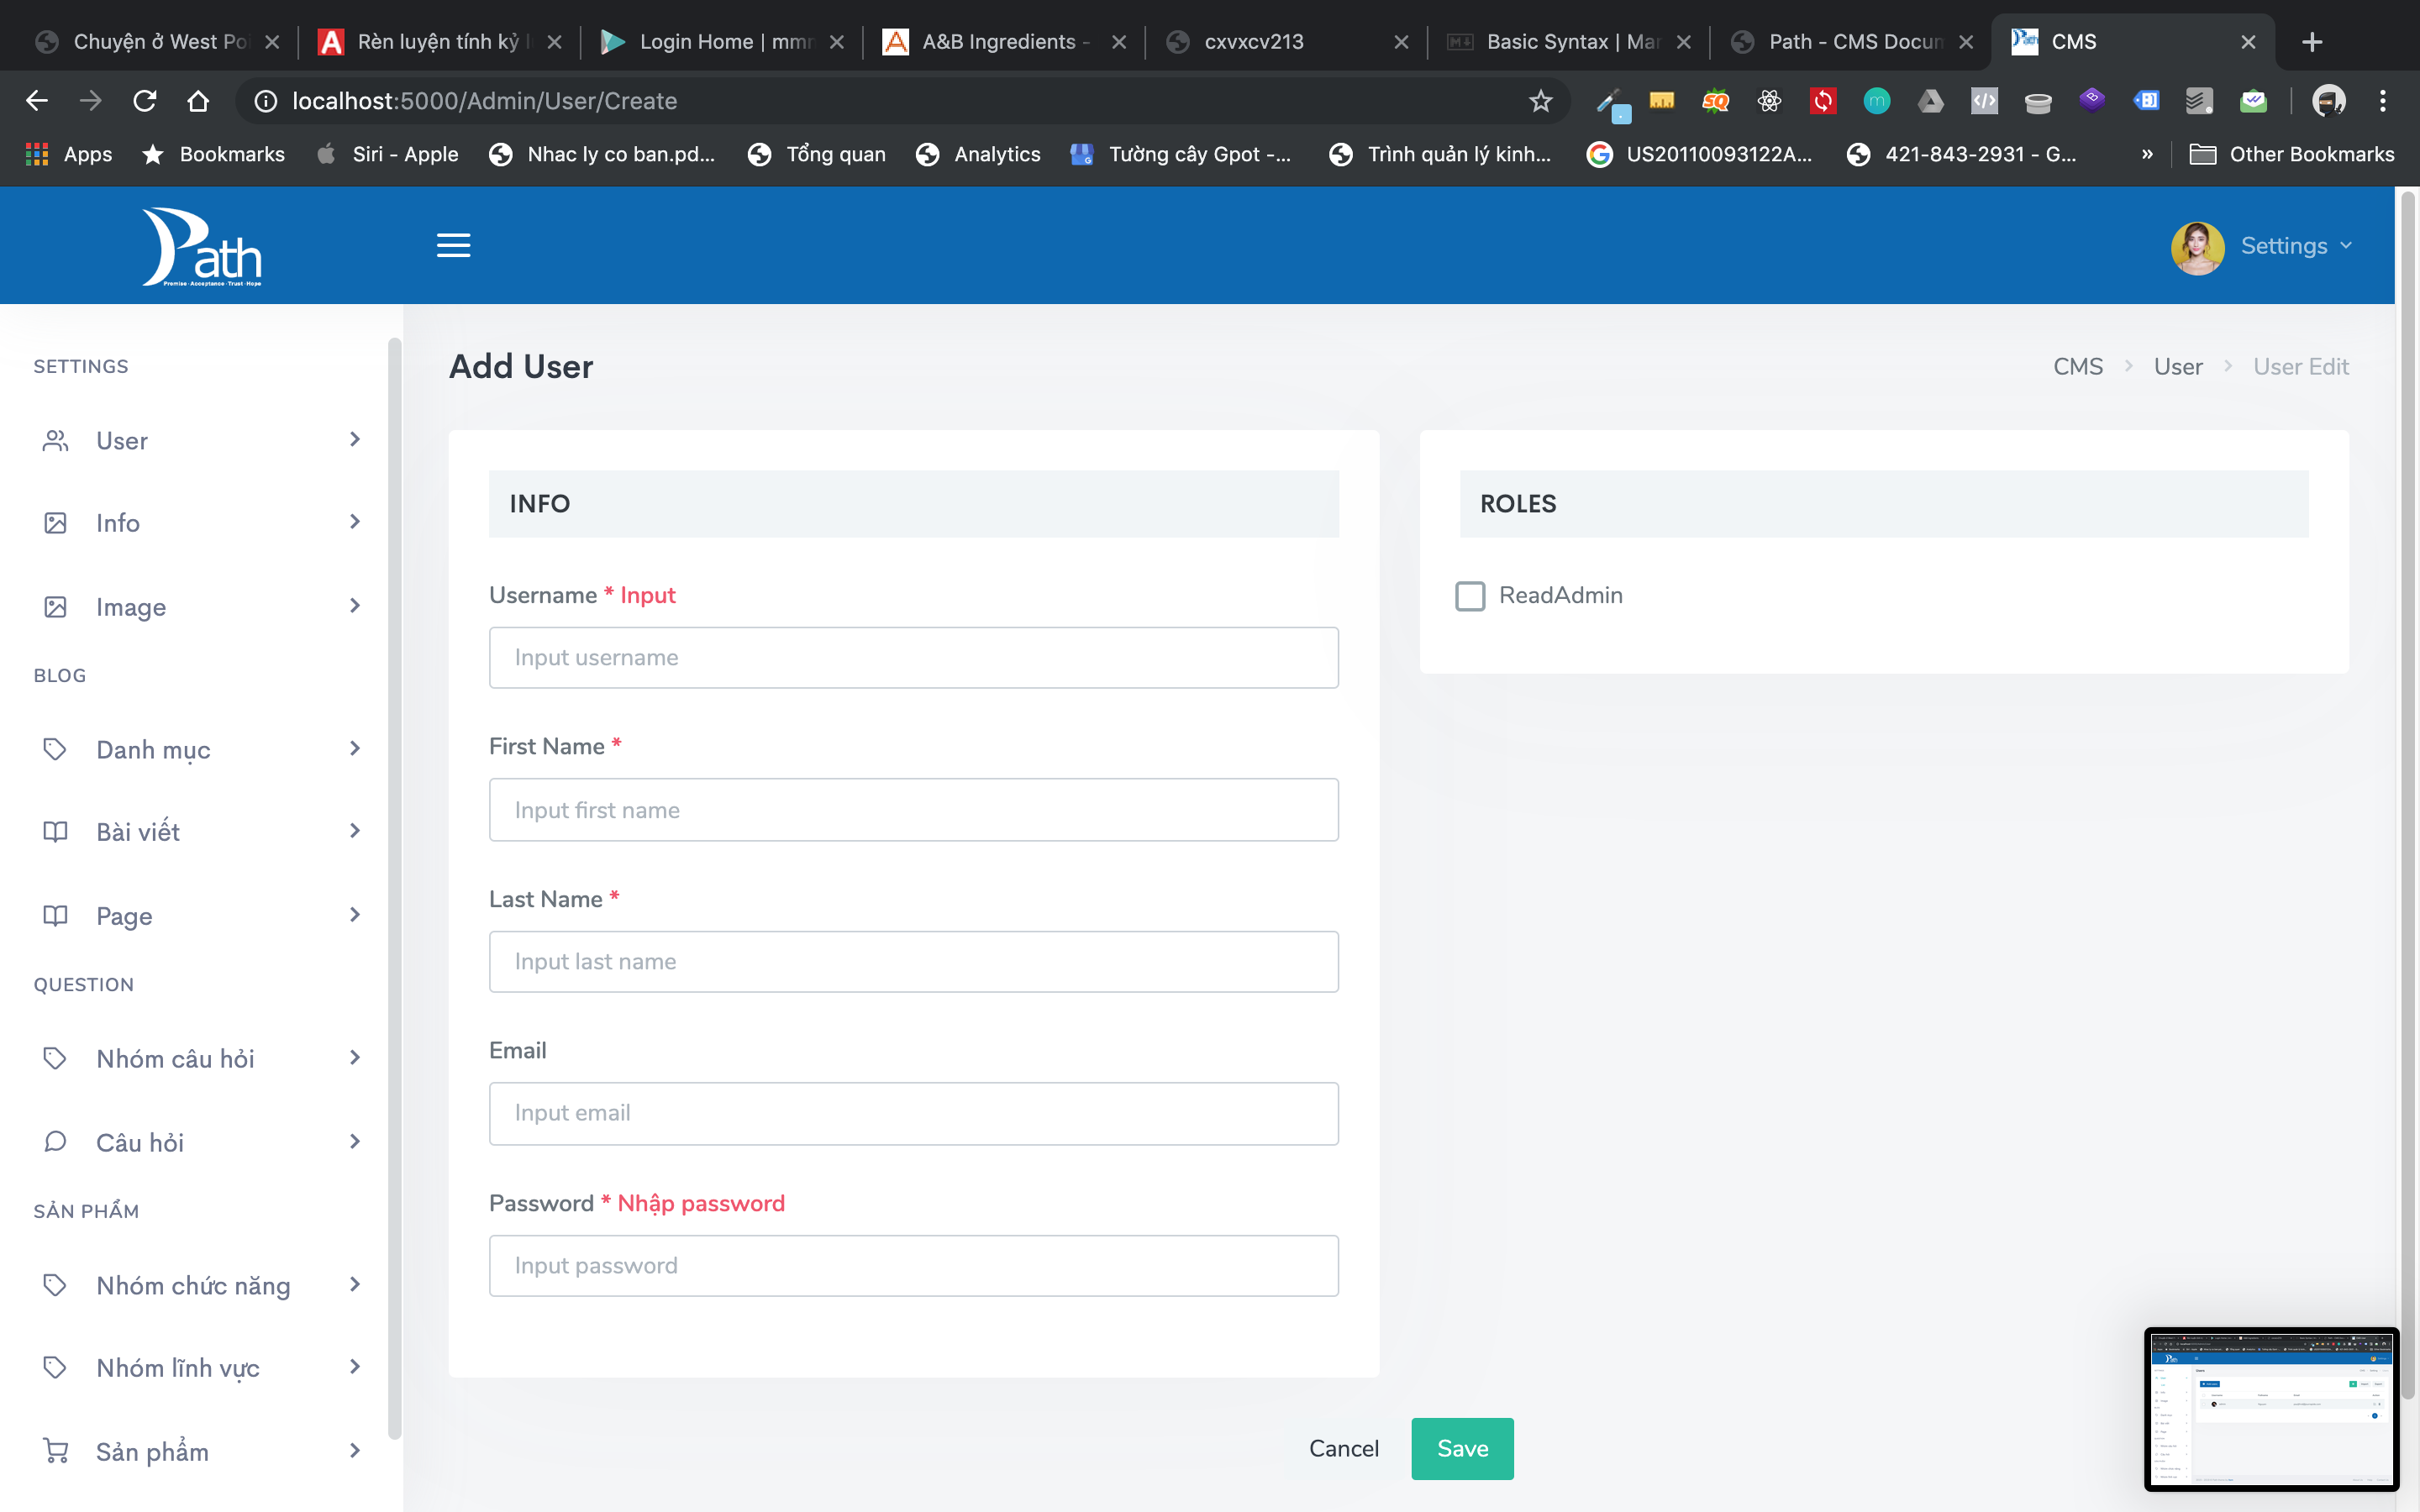 Chuyện ở West Poi
Rèn luyện tính kỷ l
Login Home | mmr
A&B Ingredients -
cxvxcv213
Basic Syntax | Mar
Path - CMS Docum
CMS
localhost:5000/Admin/User/Create
Apps
Bookmarks
Siri - Apple
Nhac ly co ban.pd...
Tổng quan
Analytics
Tường cây Gpot -...
Trình quản lý kinh...
US20110093122A...
421-843-2931 - G...
»
Other Bookmarks
Path
Promise - Acceptance - Trust - Hope
Settings
SETTINGS
User
Info
Image
BLOG
Danh mục
Bài viết
Page
QUESTION
Nhóm câu hỏi
Câu hỏi
SẢN PHẨM
Nhóm chức năng
Nhóm lĩnh vực
Sản phẩm
Add User
CMS > User > User Edit
INFO
Username * Input
Input username
First Name *
Input first name
Last Name *
Input last name
Email
Input email
Password * Nhập password
Input password
ROLES
ReadAdmin
Cancel
Save